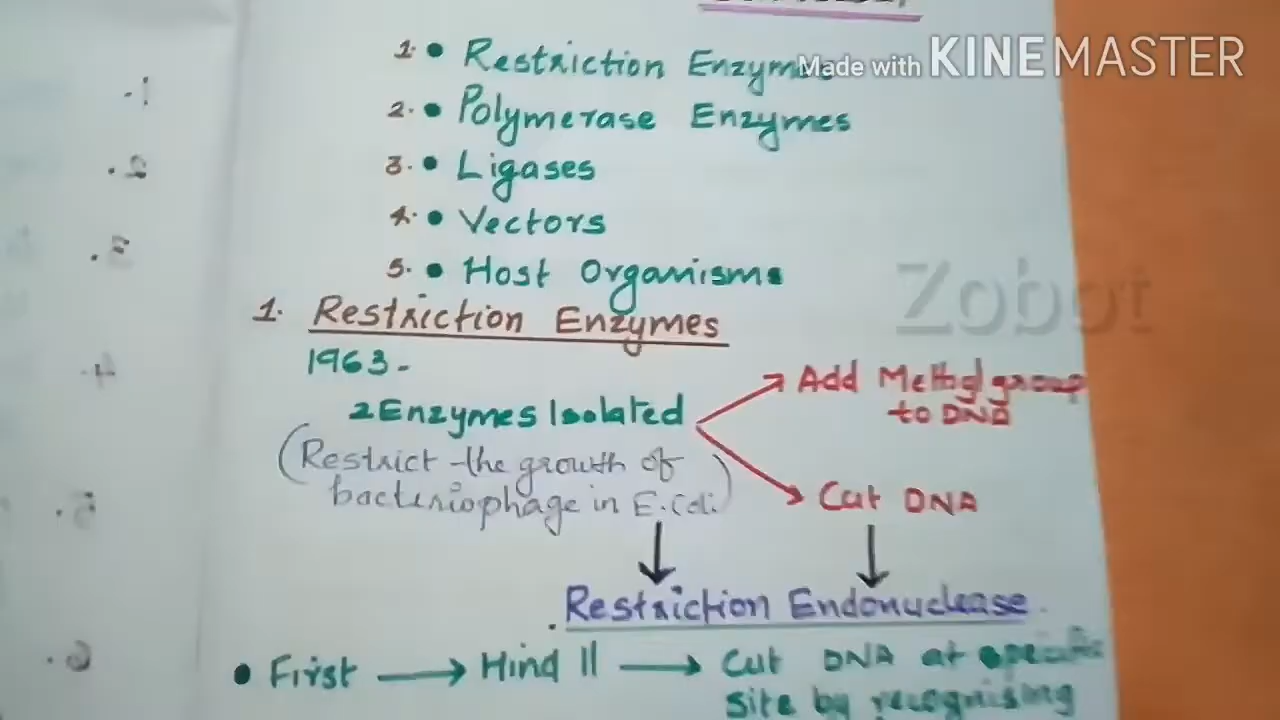 1. • Restriction Enzymes
Made with KINEMASTER
2. • Polymerase Enzymes
3. • Ligases
4. • Vectors
5. • Host Organisms
Zobot
1. Restriction Enzymes
1963 -
2 Enzymes Isolated
Add Methyl group
to DNA
(Restrict the growth of
bacteriophage in E.Coli)
Cut DNA
Restriction Endonuclease.
• First → Hind II → Cut DNA at specific
site by recognising